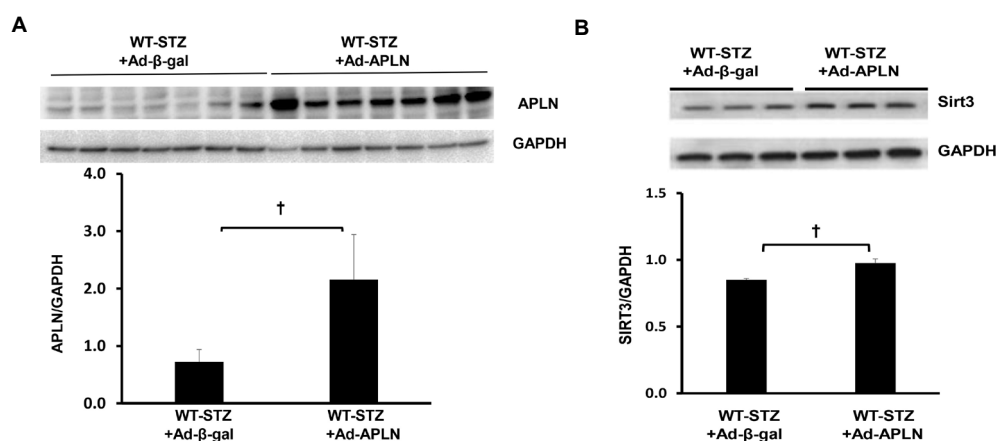 A
WT-STZ
+Ad-β-gal
WT-STZ
+Ad-APLN
APLN
GAPDH
4.0
3.0
2.0
1.0
0.0
APLN/GAPDH
†
WT-STZ
+Ad-β-gal
WT-STZ
+Ad-APLN
B
WT-STZ
+Ad-β-gal
WT-STZ
+Ad-APLN
Sirt3
GAPDH
1.5
1.0
0.5
0.0
SIRT3/GAPDH
†
WT-STZ
+Ad-β-gal
WT-STZ
+Ad-APLN